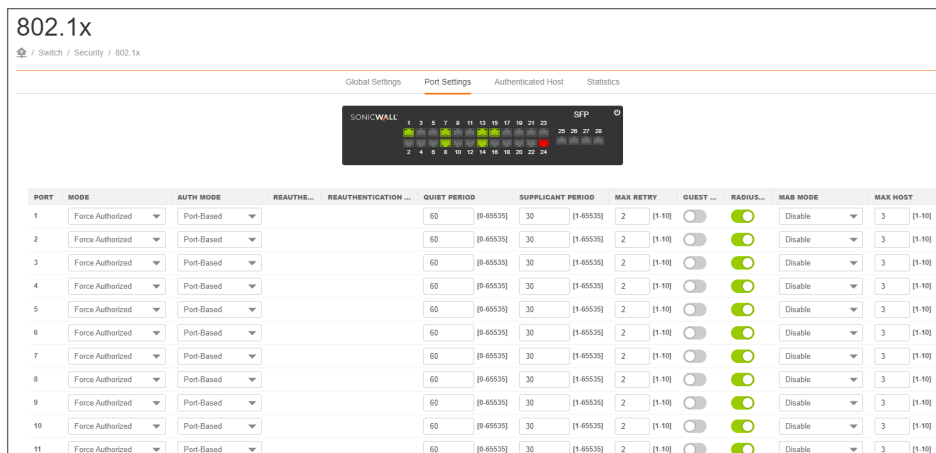 802.1x
/ Switch / Security / 802.1x
Global Settings Port Settings Authenticated Host Statistics
SONICWALL SFP
1 3 5 7 9 11 13 15 17 19 21 23
25 26 27 28
2 4 6 8 10 12 14 16 18 20 22 24
PORT MODE AUTH MODE REAUTHE... REAUTHENTICATION ... QUIET PERIOD SUPPLICANT PERIOD MAX RETRY GUEST ... RADIUS... MAB MODE MAX HOST
1 Force Authorized Port-Based 60 [0-65535] 30 [1-65535] 2 [1-10] Disable 3 [1-10]
2 Force Authorized Port-Based 60 [0-65535] 30 [1-65535] 2 [1-10] Disable 3 [1-10]
3 Force Authorized Port-Based 60 [0-65535] 30 [1-65535] 2 [1-10] Disable 3 [1-10]
4 Force Authorized Port-Based 60 [0-65535] 30 [1-65535] 2 [1-10] Disable 3 [1-10]
5 Force Authorized Port-Based 60 [0-65535] 30 [1-65535] 2 [1-10] Disable 3 [1-10]
6 Force Authorized Port-Based 60 [0-65535] 30 [1-65535] 2 [1-10] Disable 3 [1-10]
7 Force Authorized Port-Based 60 [0-65535] 30 [1-65535] 2 [1-10] Disable 3 [1-10]
8 Force Authorized Port-Based 60 [0-65535] 30 [1-65535] 2 [1-10] Disable 3 [1-10]
9 Force Authorized Port-Based 60 [0-65535] 30 [1-65535] 2 [1-10] Disable 3 [1-10]
10 Force Authorized Port-Based 60 [0-65535] 30 [1-65535] 2 [1-10] Disable 3 [1-10]
11 Force Authorized Port-Based 60 [0-65535] 30 [1-65535] 2 [1-10] Disable 3 [1-10]